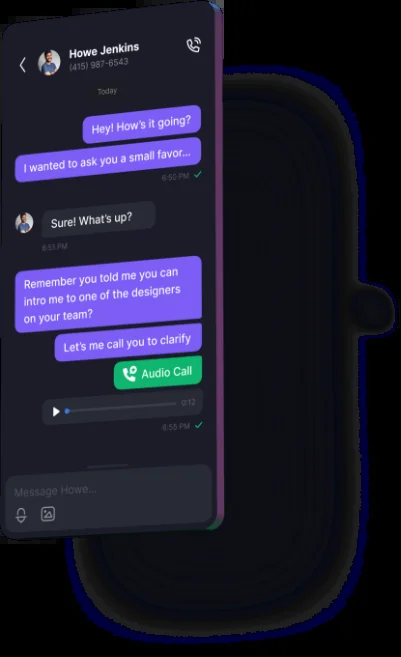 Howe Jenkins
(415) 987-6543
Today
Hey! How's it going?
I wanted to ask you a small favor...
6:50 PM
Sure! What's up?
6:51 PM
Remember you told me you can
intro me to one of the designers
on your team?
Let's me call you to clarify
Audio Call
0:12
6:55 PM
Message Howe...